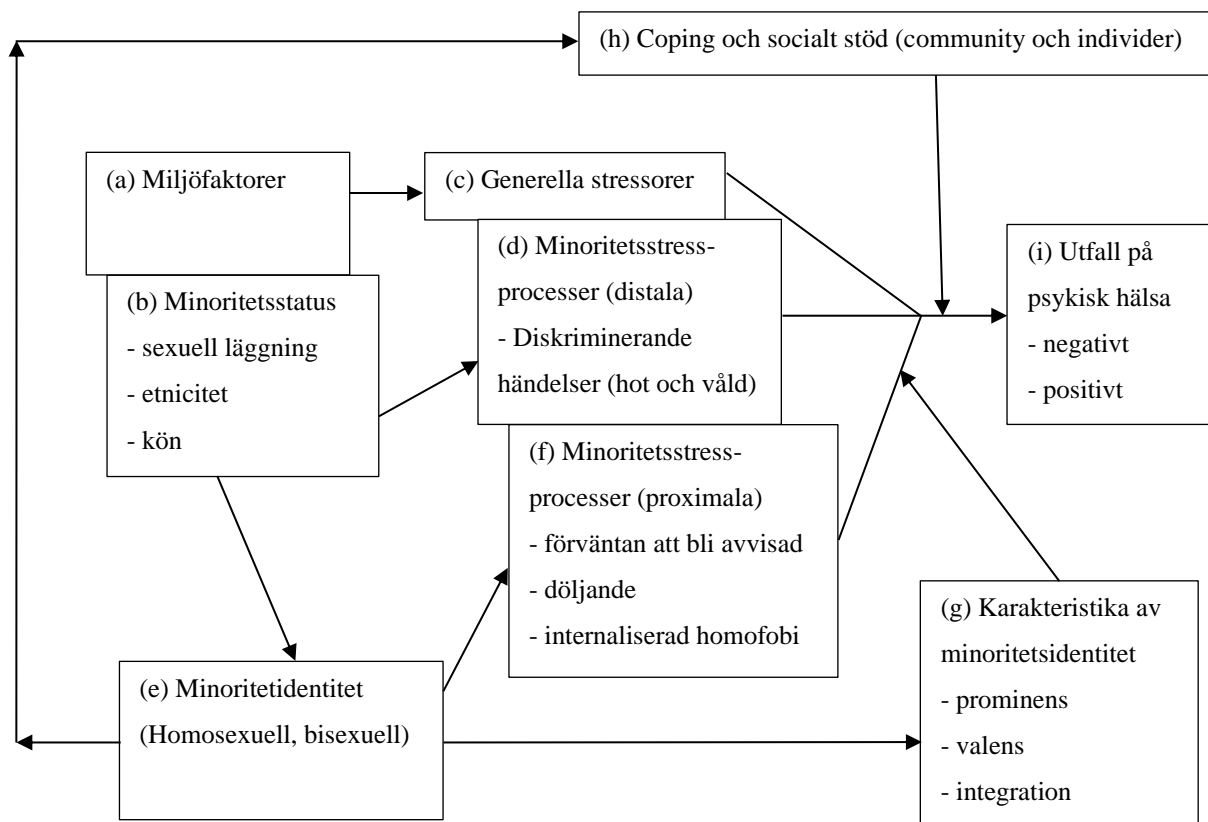 (h) Coping och socialt stöd (community och individer)
(a) Miljöfaktorer
(c) Generella stressorer
(b) Minoritetsstatus
- sexuell läggning
- etnicitet
- kön
(d) Minoritetsstress-
processer (distala)
- Diskriminerande
händelser (hot och våld)
(i) Utfall på
psykisk hälsa
- negativt
- positivt
(f) Minoritetsstress-
processer (proximala)
- förväntan att bli avvisad
- döljande
- internaliserad homofobi
(e) Minoritetidentitet
(Homosexuell, bisexuell)
(g) Karakteristika av
minoritetsidentitet
- prominens
- valens
- integration